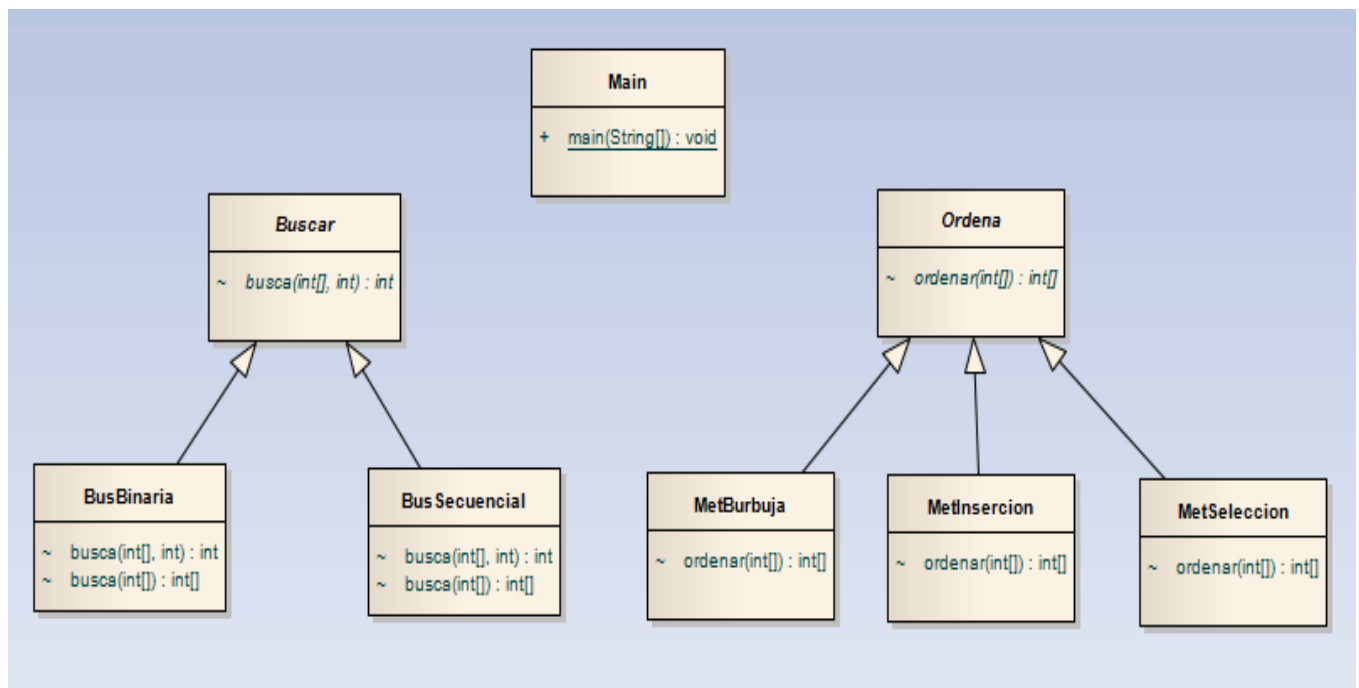 Main
+ main(String[]) : void
Buscar
~ busca(int[], int) : int
Ordena
~ ordenar(int[]) : int[]
BusBinaria
~ busca(int[], int) : int
~ busca(int[]) : int[]
BusSecuencial
~ busca(int[], int) : int
~ busca(int[]) : int[]
MetBurbuja
~ ordenar(int[]) : int[]
MetInsercion
~ ordenar(int[]) : int[]
MetSeleccion
~ ordenar(int[]) : int[]